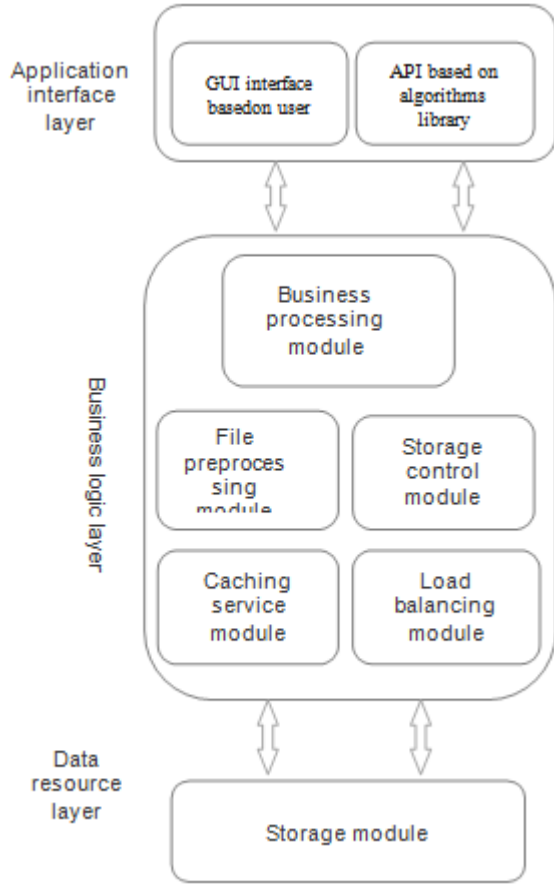 Application
interface
layer
GUI interface
basedon user
API based on
algorithms
library
Business logic layer
Business
processing
module
File
preproces
sing
module
Storage
control
module
Caching
service
module
Load
balancing
module
Data
resource
layer
Storage module